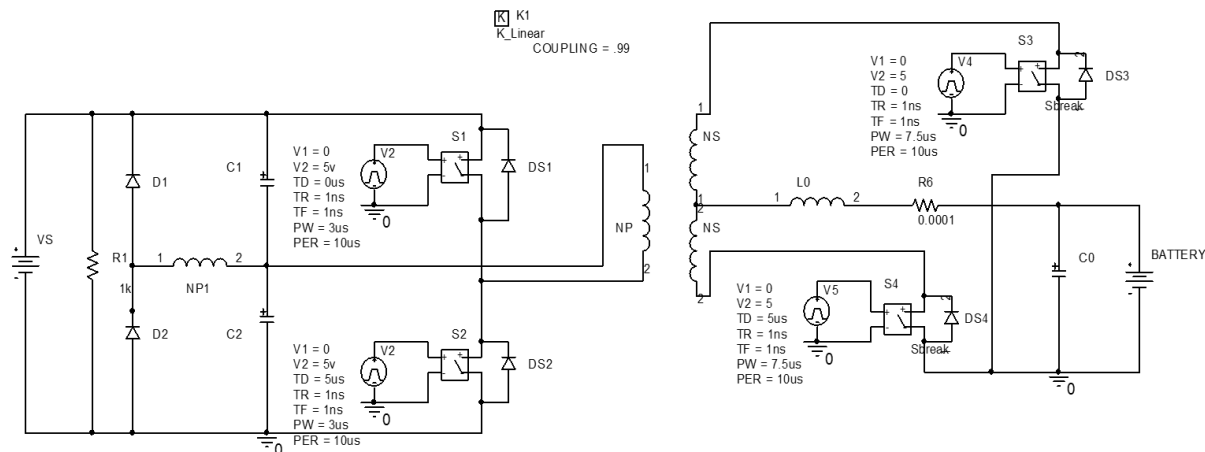 K K1
K_Linear
COUPLING = .99
VS
R1
1k
D1
D2
1 2
NP1
C1
C2
0
V1 = 0
V2 = 5v
TD = 0us
TR = 1ns
TF = 1ns
PW = 3us
PER = 10us
V2
0
S1
+ +
- -
DS1
V1 = 0
V2 = 5v
TD = 5us
TR = 1ns
TF = 1ns
PW = 3us
PER = 10us
V2
0
S2
+ +
- -
DS2
1
NP
2
1
NS
2
1
NS
2
V1 = 0
V2 = 5
TD = 0
TR = 1ns
TF = 1ns
PW = 7.5us
PER = 10us
V4
0
S3
+ +
- -
Sbreak
2
DS3
1
L0
1 2
R6
0.0001
V1 = 0
V2 = 5
TD = 5us
TR = 1ns
TF = 1ns
PW = 7.5us
PER = 10us
V5
0
S4
+ +
- -
Sbreak
2
DS4
1
C0
0
BATTERY